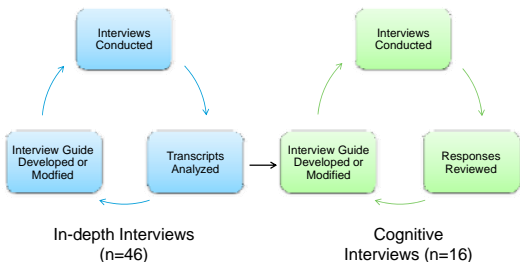 Interviews
Conducted
Interview Guide
Developed or
Modfied
Transcripts
Analyzed
In-depth Interviews
(n=46)
Interviews
Conducted
Interview Guide
Developed or
Modified
Responses
Reviewed
Cognitive
Interviews (n=16)